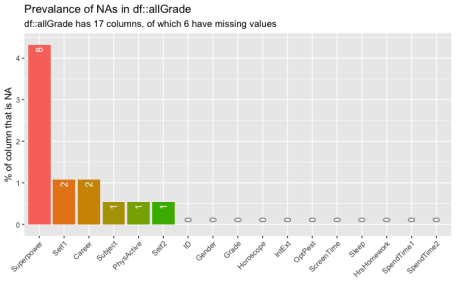 Prevalance of NAs in df::allGrade
df::allGrade has 17 columns, of which 6 have missing values
% of column that is NA
4
3
2
1
0
8
2
2
1
1
1
0
0
0
0
0
0
0
0
0
0
0
Superpower
Self1
Career
Subject
PhysActive
Self2
ID
Gender
Grade
Horoscope
IntExt
OptPest
ScreenTime
Sleep
HrsHomework
SpendTime1
SpendTime2